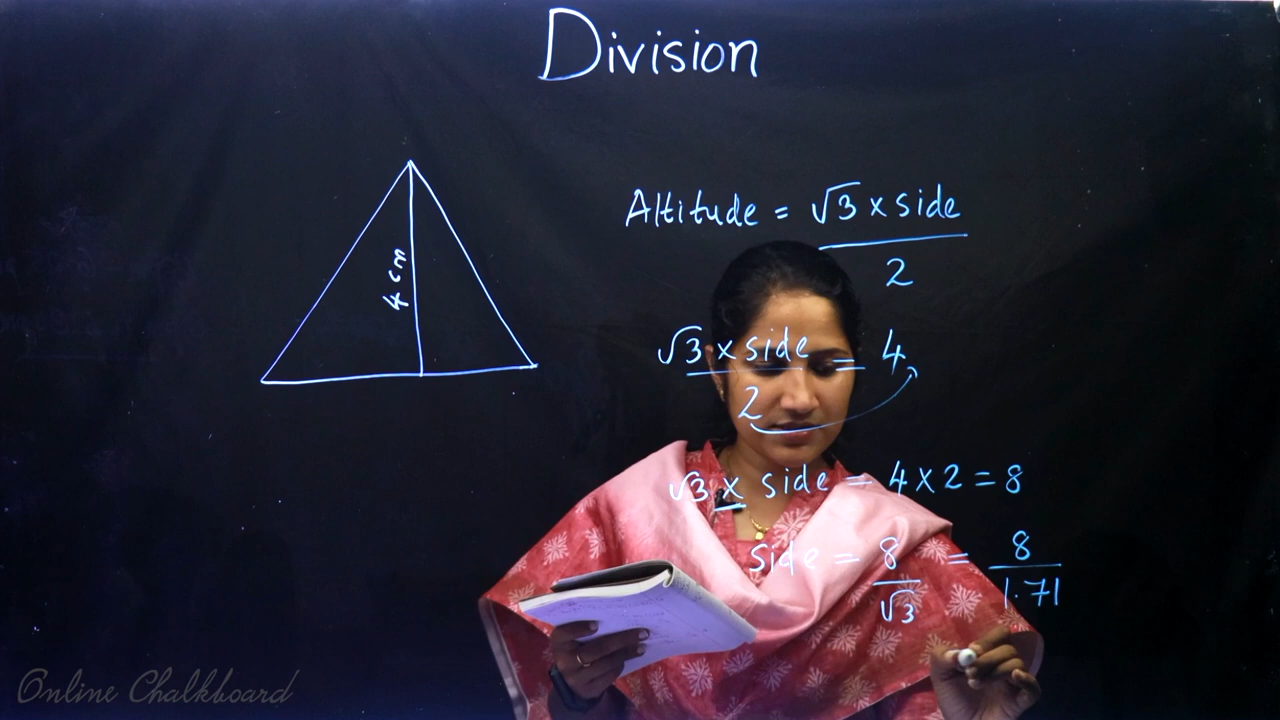 Division
4 cm
Altitude = √3 x side
2
√3 x side = 4
2
√3 x side = 4 x 2 = 8
Side = 8/√3 = 8/1.71
Online Chalkboard